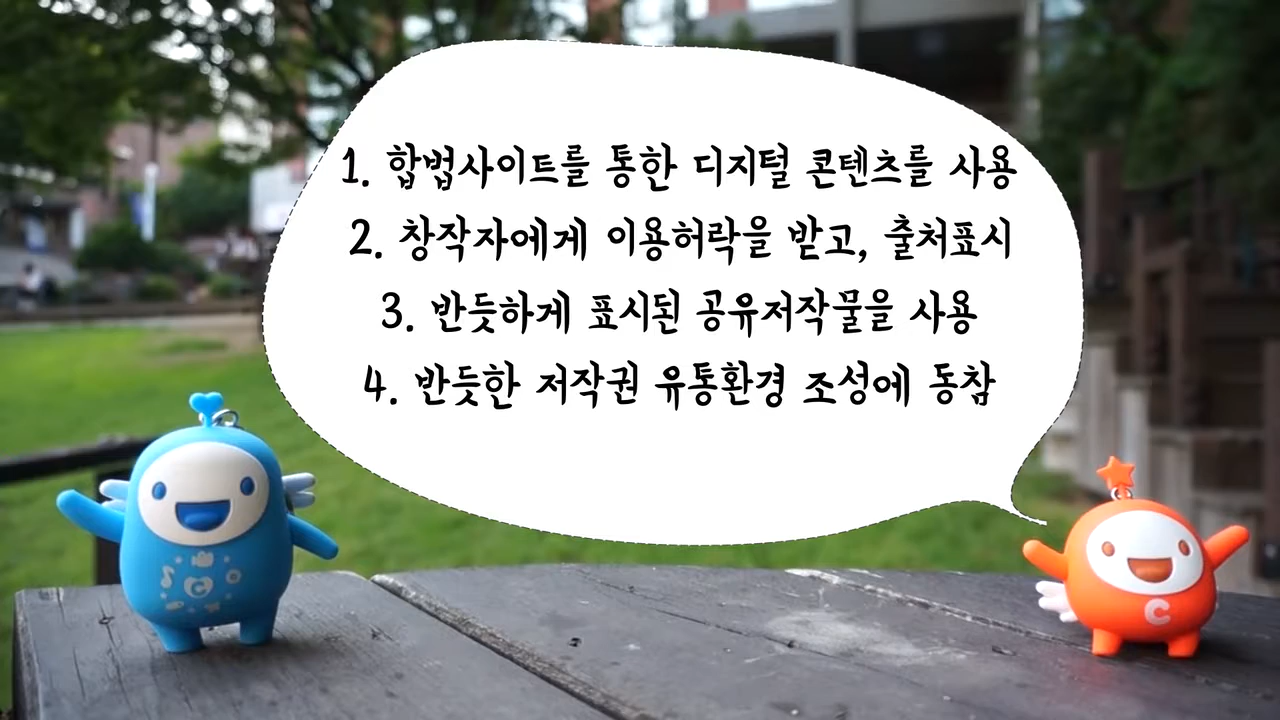 1. 합법사이트를 통한 디지털 콘텐츠를 사용
2. 창작자에게 이용허락을 받고, 출처표시
3. 반듯하게 표시된 공유저작물을 사용
4. 반듯한 저작권 유통환경 조성에 동참
C
C